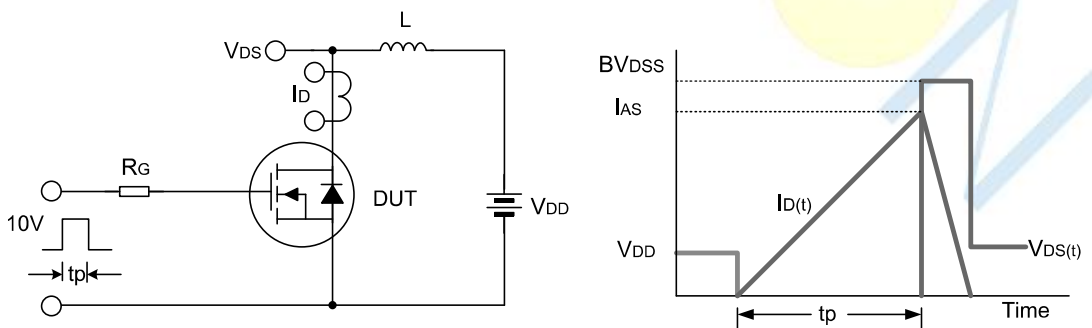 VDS
L
ID
RG
DUT
VDD
10V
tp
BVDSS
IAS
ID(t)
VDD
VDS(t)
tp
Time